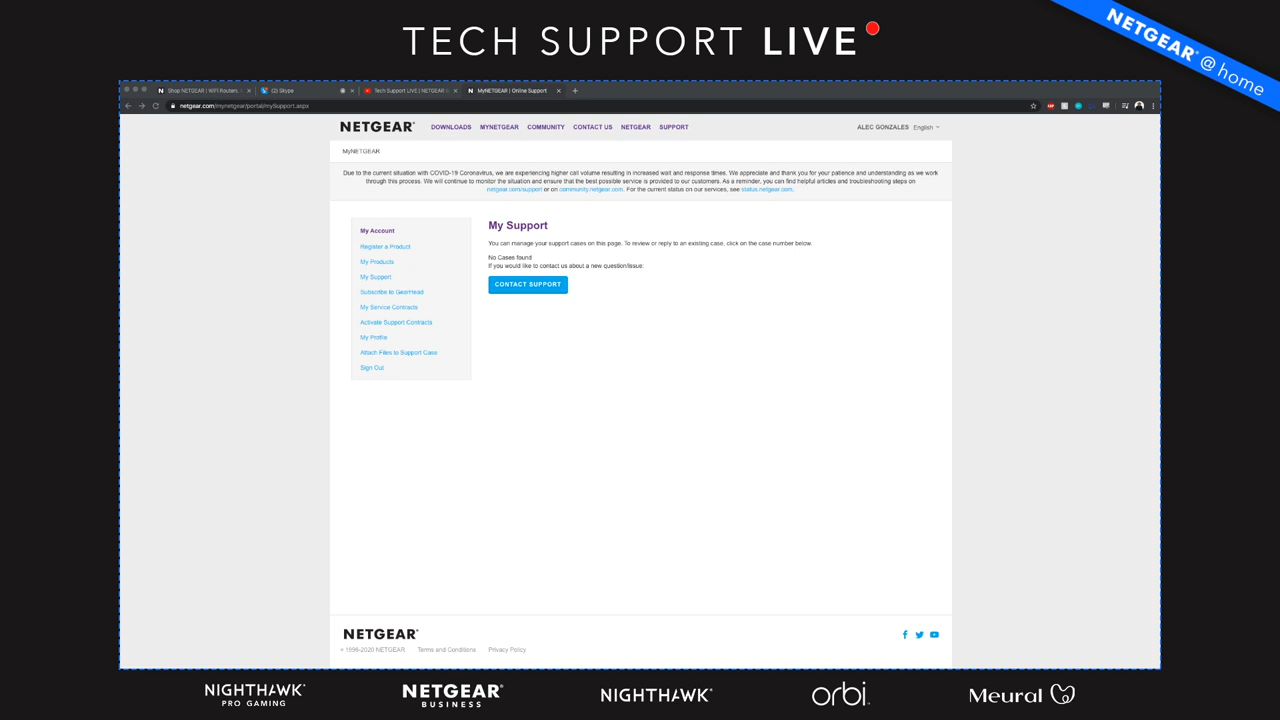 TECH SUPPORT LIVE
NETGEAR @ home
Shop NETGEAR | WiFi Routers,
(2) Skype
Tech Support LIVE | NETGEAR
MyNETGEAR | Online Support
netgear.com/mynetgear/portal/mySupport.aspx
NETGEAR
DOWNLOADS MYNETGEAR COMMUNITY CONTACT US NETGEAR SUPPORT
ALEC GONZALES English
MyNETGEAR
Due to the current situation with COVID-19 Coronavirus, we are experiencing higher call volume resulting in increased wait and response times. We appreciate and thank you for your patience and understanding as we work
through this process. We will continue to monitor the situation and ensure that the best possible service is provided to our customers. As a reminder, you can find helpful articles and troubleshooting steps on
netgear.com/support or on community.netgear.com. For the current status on our services, see status.netgear.com.
My Account
Register a Product
My Products
My Support
Subscribe to GearHead
My Service Contracts
Activate Support Contracts
My Profile
Attach Files to Support Case
Sign Out
My Support
You can manage your support cases on this page. To review or reply to an existing case, click on the case number below.
No Cases found
If you would like to contact us about a new question/issue:
CONTACT SUPPORT
NETGEAR
© 1996-2020 NETGEAR Terms and Conditions Privacy Policy
NIGHTHAWK PRO GAMING
NETGEAR BUSINESS
NIGHTHAWK
orbi
Meural